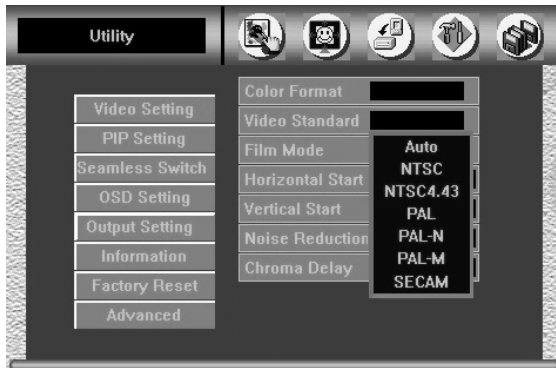 Utility
Video Setting
PIP Setting
Seamless Switch
OSD Setting
Output Setting
Information
Factory Reset
Advanced
Color Format
Video Standard
Film Mode
Horizontal Start
Vertical Start
Noise Reduction
Chroma Delay
Auto
NTSC
NTSC4.43
PAL
PAL-N
PAL-M
SECAM